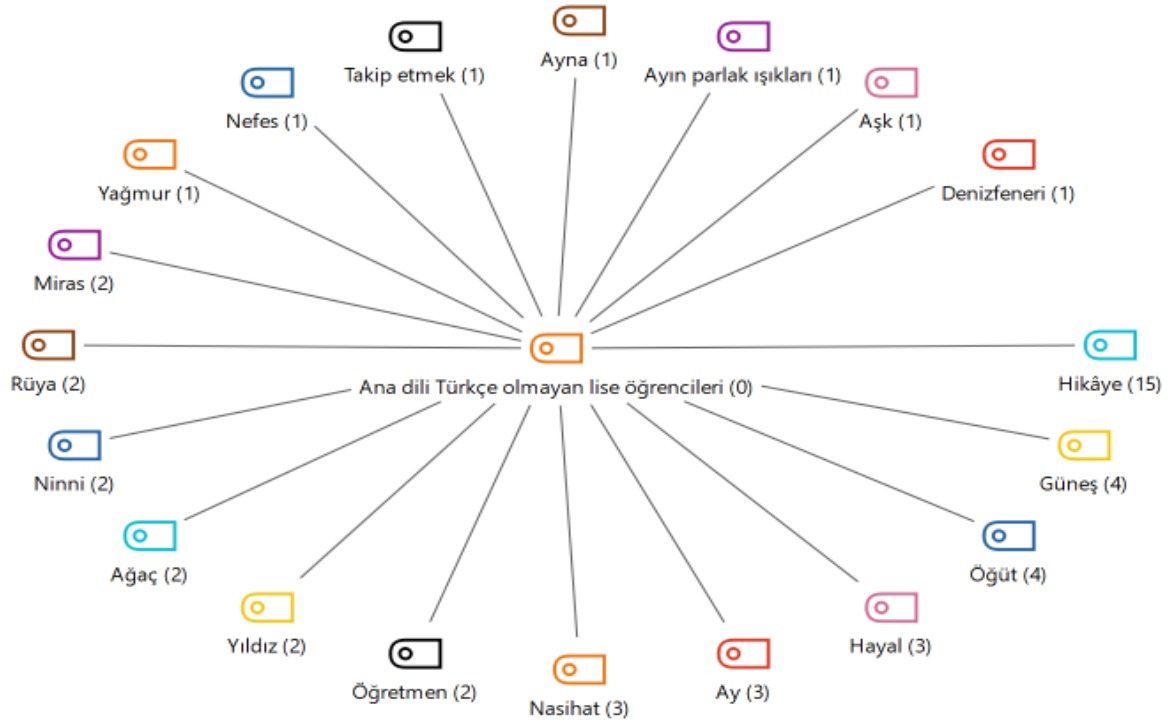 Ayna (1)
Takip etmek (1)
Ayın parlak ışıkları (1)
Nefes (1)
Aşk (1)
Yağmur (1)
Denizfeneri (1)
Miras (2)
Rüya (2)
Ana dili Türkçe olmayan lise öğrencileri (0)
Hikâye (15)
Ninni (2)
Güneş (4)
Ağaç (2)
Öğüt (4)
Yıldız (2)
Hayal (3)
Öğretmen (2)
Nasihat (3)
Ay (3)